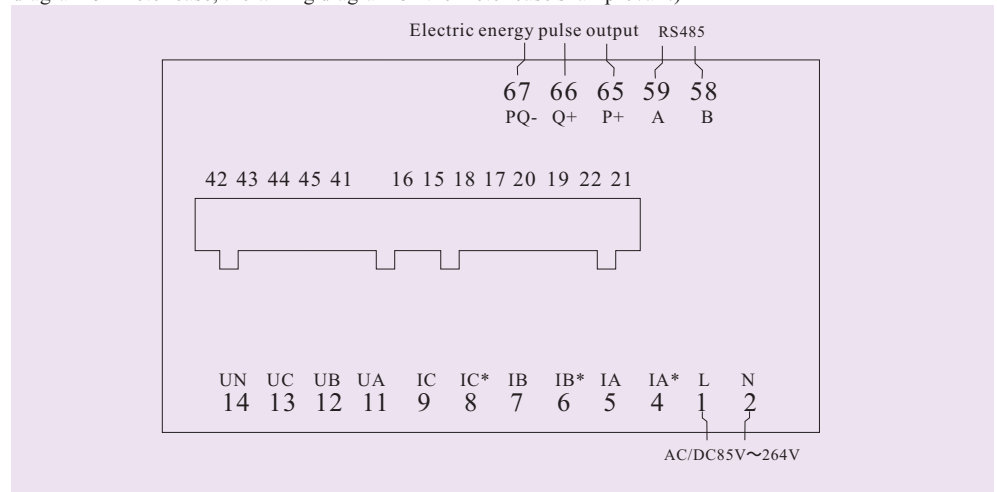 Electric energy pulse output RS485
67 66 65 59 58
PQ- Q+ P+ A B
42 43 44 45 41 16 15 18 17 20 19 22 21
UN UC UB UA IC IC* IB IB* IA IA* L N
14 13 12 11 9 8 7 6 5 4 1 2
AC/DC85V～264V